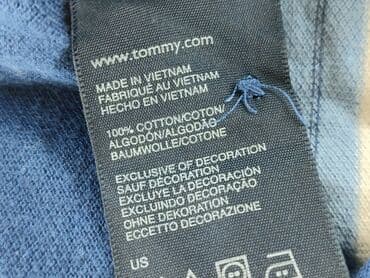 www.tommy.com
MADE IN VIETNAM
FABRIQUÉ AU VIETNAM
HECHO EN VIETNAM
100% COTTON/COTON/
ALGODÓN/ALGODÃO/
BAUMWOLLE/COTONE
EXCLUSIVE OF DECORATION
SAUF DÉCORATION
EXCLUYE LA DECORACIÓN
EXCLUINDO DECORAÇÃO
OHNE DEKORATION
ECCETTO DECORAZIONE
US